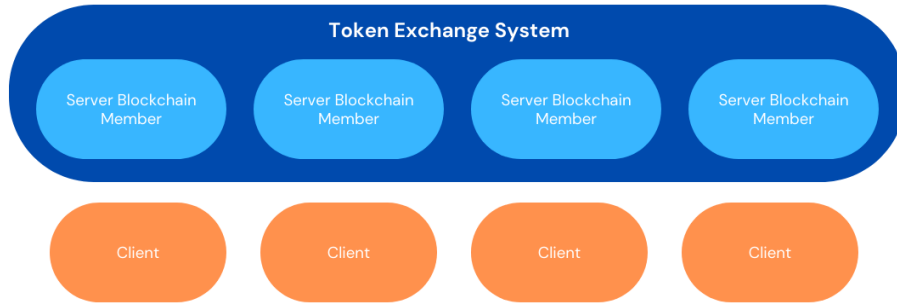 Token Exchange System
Server Blockchain
Member
Server Blockchain
Member
Server Blockchain
Member
Server Blockchain
Member
Client
Client
Client
Client